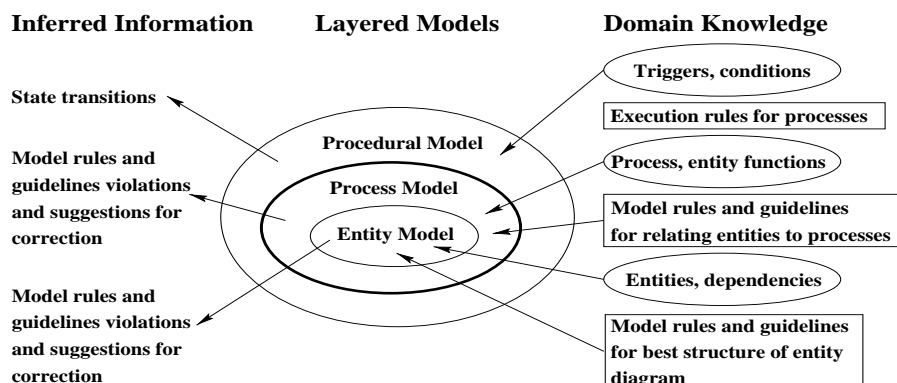 Inferred Information
Layered Models
Domain Knowledge
State transitions
Model rules and
guidelines violations
and suggestions for
correction
Model rules and
guidelines violations
and suggestions for
correction
Procedural Model
Process Model
Entity Model
Triggers, conditions
Execution rules for processes
Process, entity functions
Model rules and guidelines
for relating entities to processes
Entities, dependencies
Model rules and guidelines
for best structure of entity
diagram